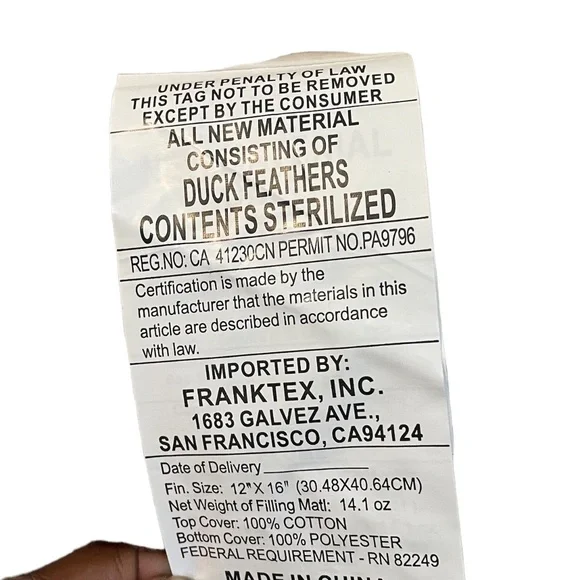 UNDER PENALTY OF LAW
THIS TAG NOT TO BE REMOVED
EXCEPT BY THE CONSUMER
ALL NEW MATERIAL
CONSISTING OF
DUCK FEATHERS
CONTENTS STERILIZED
REG.NO: CA 41230CN PERMIT NO.PA9796
Certification is made by the
manufacturer that the materials in this
article are described in accordance
with law.
IMPORTED BY:
FRANKTEX, INC.
1683 GALVEZ AVE.,
SAN FRANCISCO, CA94124
Date of Delivery
Fin. Size: 12"X 16" (30.48X40.64CM)
Net Weight of Filling Matl: 14.1 oz
Top Cover: 100% COTTON
Bottom Cover: 100% POLYESTER
FEDERAL REQUIREMENT - RN 82249
MADE IN CHINA